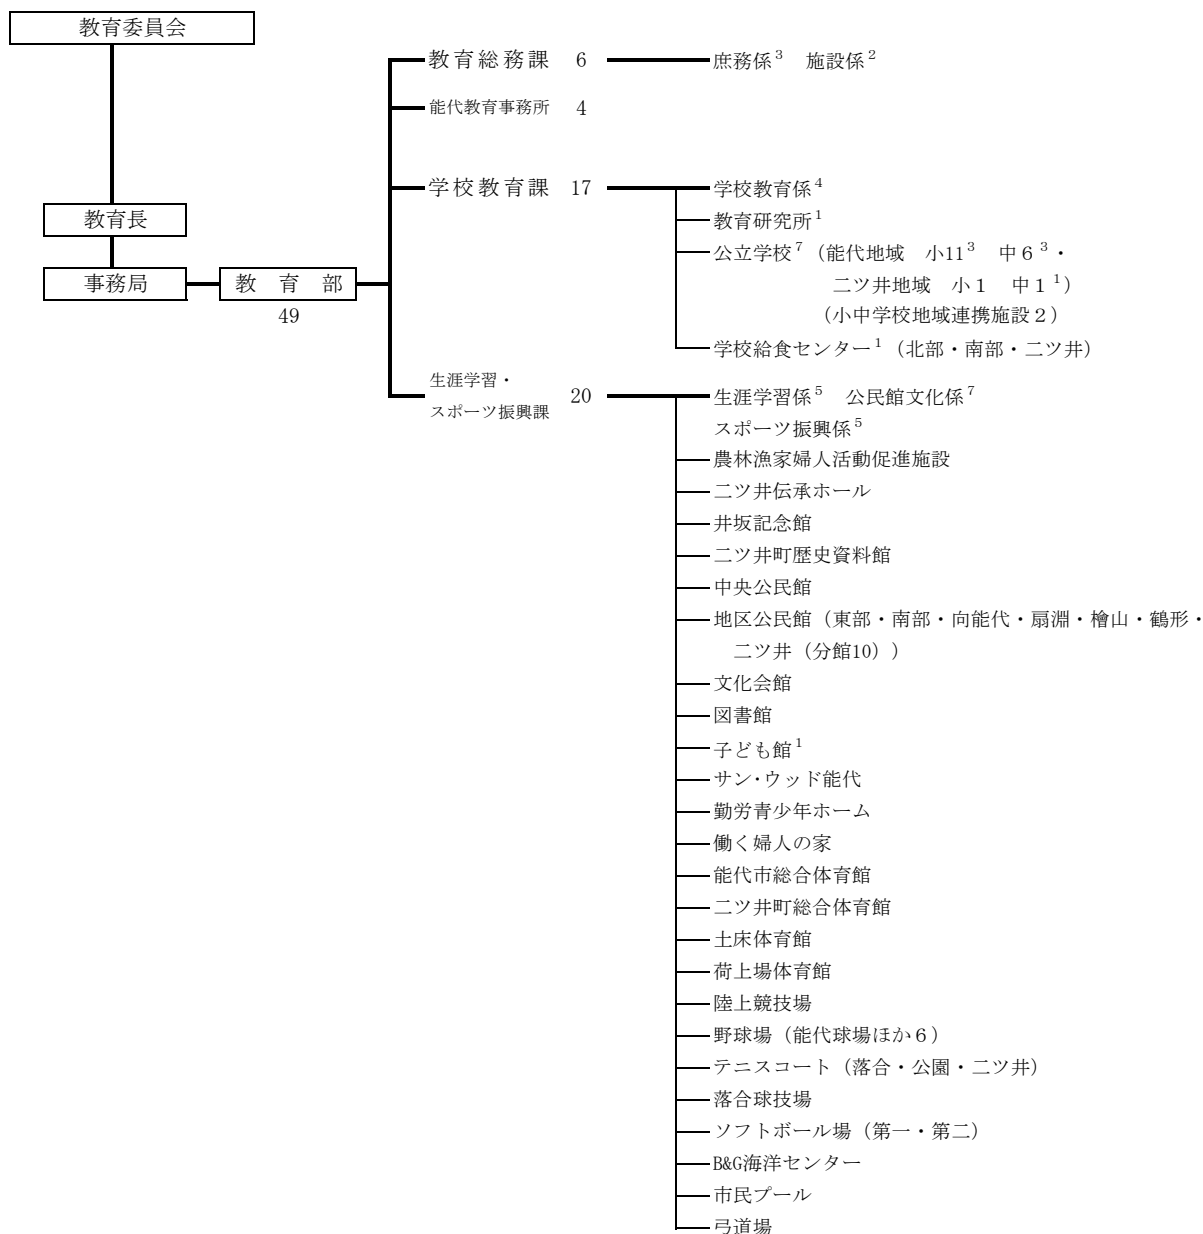 教育委員会
教育総務課 6 庶務係3 施設係2
能代教育事務所 4
学校教育課 17 学校教育係4
教育研究所1
教育長
公立学校7（能代地域 小113 中６3・
事務局 教 育 部 二ツ井地域 小１ 中１1）
49 （小中学校地域連携施設２）
学校給食センター1（北部・南部・二ツ井）
生涯学習・
スポーツ振興課 20 生涯学習係5 公民館文化係7
スポーツ振興係5
農林漁家婦人活動促進施設
二ツ井伝承ホール
井坂記念館
二ツ井町歴史資料館
中央公民館
地区公民館（東部・南部・向能代・扇淵・檜山・鶴形・
二ツ井（分館10））
文化会館
図書館
子ども館1
サン・ウッド能代
勤労青少年ホーム
働く婦人の家
能代市総合体育館
二ツ井町総合体育館
土床体育館
荷上場体育館
陸上競技場
野球場（能代球場ほか６）
テニスコート（落合・公園・二ツ井）
落合球技場
ソフトボール場（第一・第二）
B&G海洋センター
市民プール
弓道場